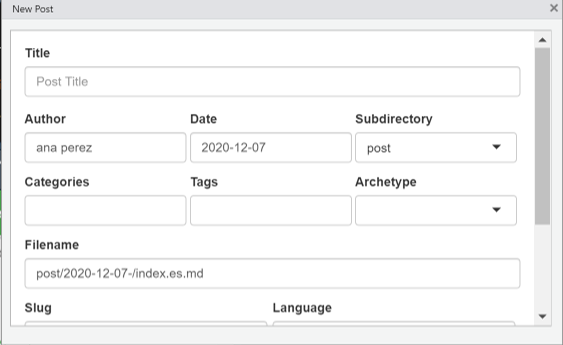 New Post
Title
Post Title
Author Date Subdirectory
ana perez 2020-12-07 post
Categories Tags Archetype
Filename
post/2020-12-07-/index.es.md
Slug Language